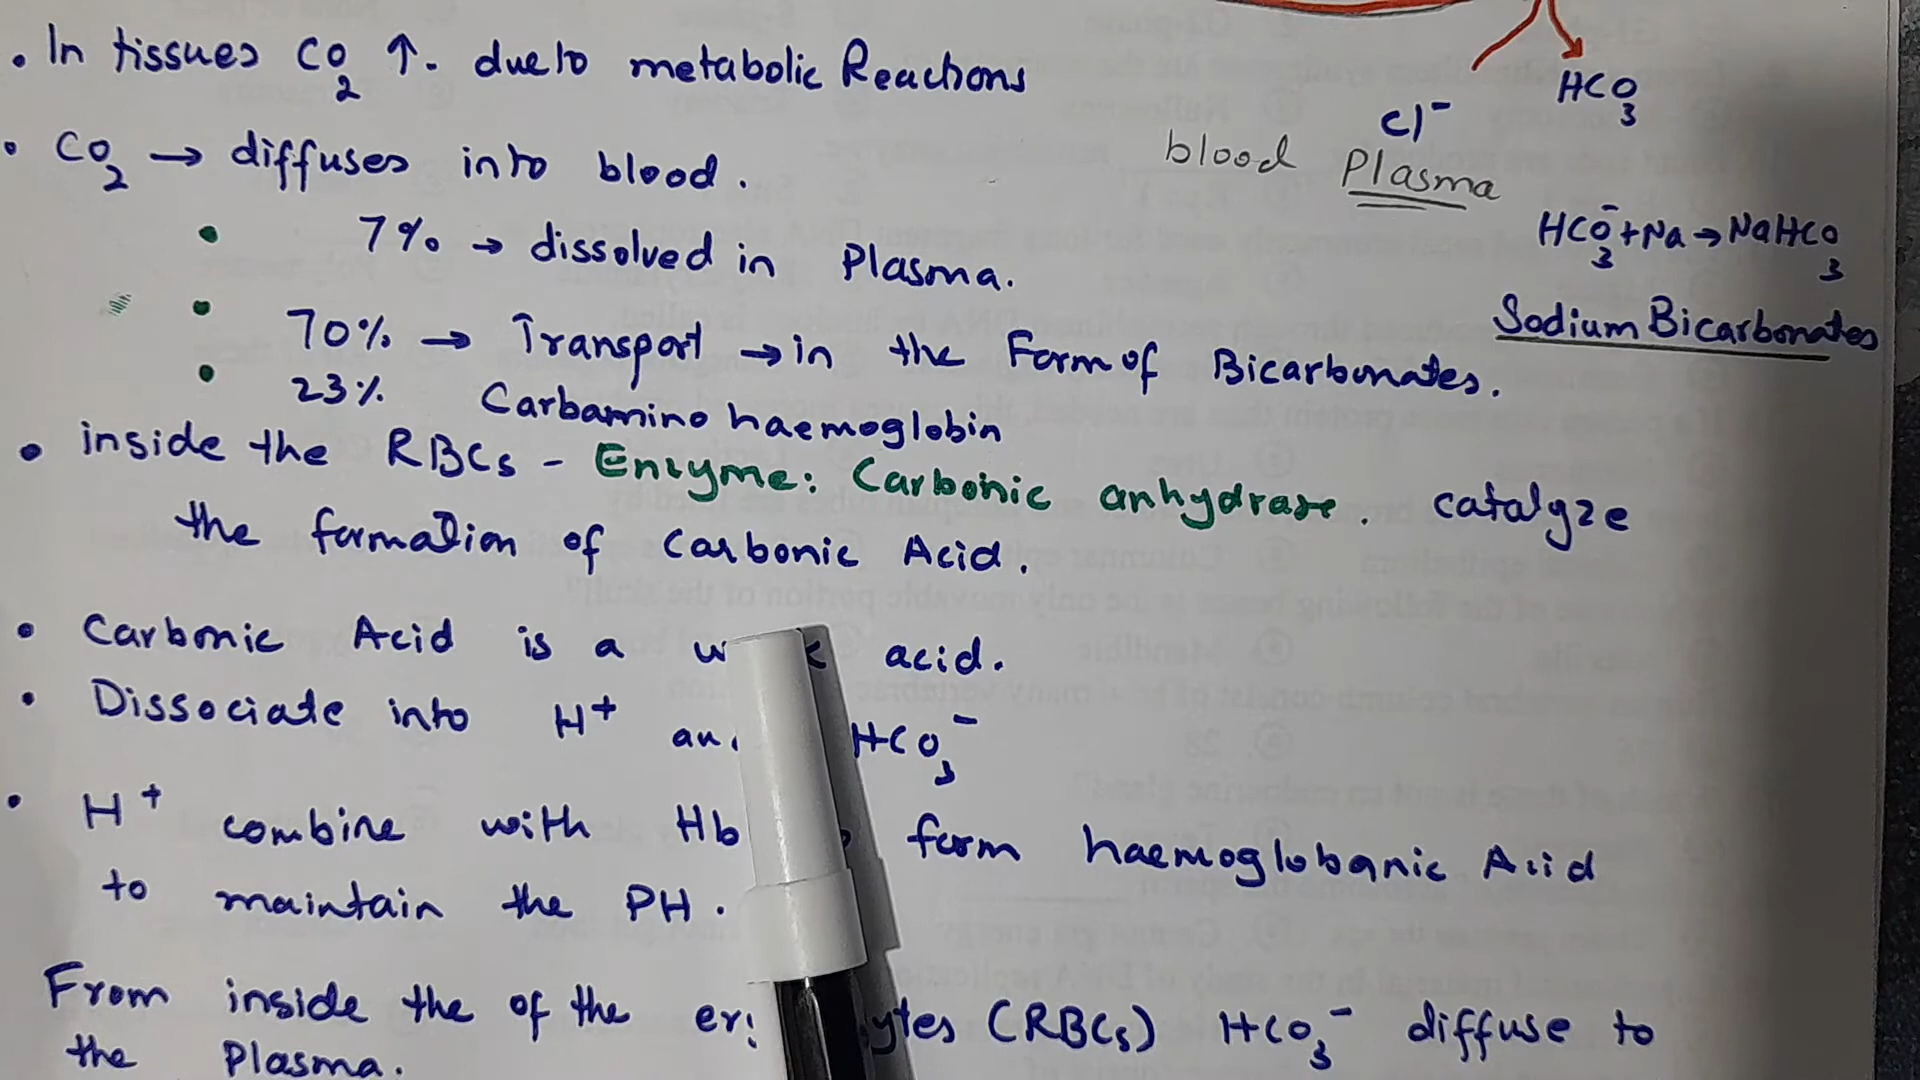 • In tissues CO2 ↑. due to metabolic Reactions
• CO2 → diffuses into blood.
• 7% → dissolved in Plasma.
• 70% → Transport → in the Form of Bicarbonates.
• 23% Carbamino haemoglobin
• inside the RBCs - Enzyme: Carbonic anhydrase. catalyze
the formation of Carbonic Acid.
• Carbonic Acid is a acid.
• Dissociate into H+ HCO3-
• H+ combine with Hb form haemoglobanic Acid
to maintain the PH.
From inside the of the (RBCs) HCO3- diffuse to
the Plasma.
HCO3
Cl-
blood Plasma
HCO3- + Na → NaHCO3
Sodium Bicarbonates